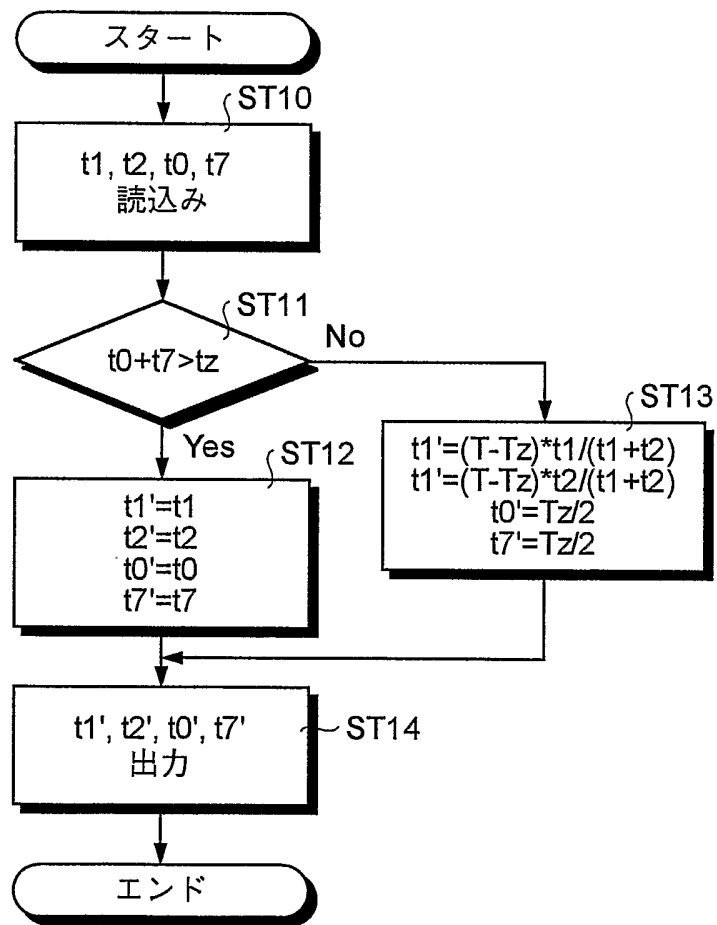 スタート
ST10
t1, t2, t0, t7
読込み
ST11
t0+t7>tz
No
Yes
ST13
t1'=(T-Tz)*t1/(t1+t2)
t1'=(T-Tz)*t2/(t1+t2)
t0'=Tz/2
t7'=Tz/2
ST12
t1'=t1
t2'=t2
t0'=t0
t7'=t7
t1', t2', t0', t7'
出力
ST14
エンド